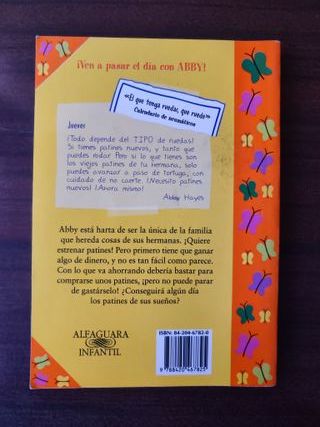 ¡Ven a pasar el día con ABBY!
«El que tenga ruedas, que ruede»
Calendario de neumáticos
Jueves
¡Todo depende del TIPO de ruedas!
Si tienes patines nuevos, y tanto que
puedes rodar. Pero si lo que tienes son
los viejos patines de tu hermana, solo
puedes avanzar a paso de tortuga, con
cuidado de no caerte. ¡Necesito patines
nuevos! ¡Ahora mismo!
Abby Hayes
Abby está harta de ser la única de la familia
que hereda cosas de sus hermanas. ¡Quiere
estrenar patines! Pero primero tiene que ganar
algo de dinero, y no es tan fácil como parece.
Con lo que va ahorrando debería bastar para
comprarse unos patines, ¡pero no puede parar
de gastárselo! ¿Conseguirá algún día
los patines de sus sueños?
ALFAGUARA
INFANTIL
ISBN: 84-204-6782-0
9 788420 467825